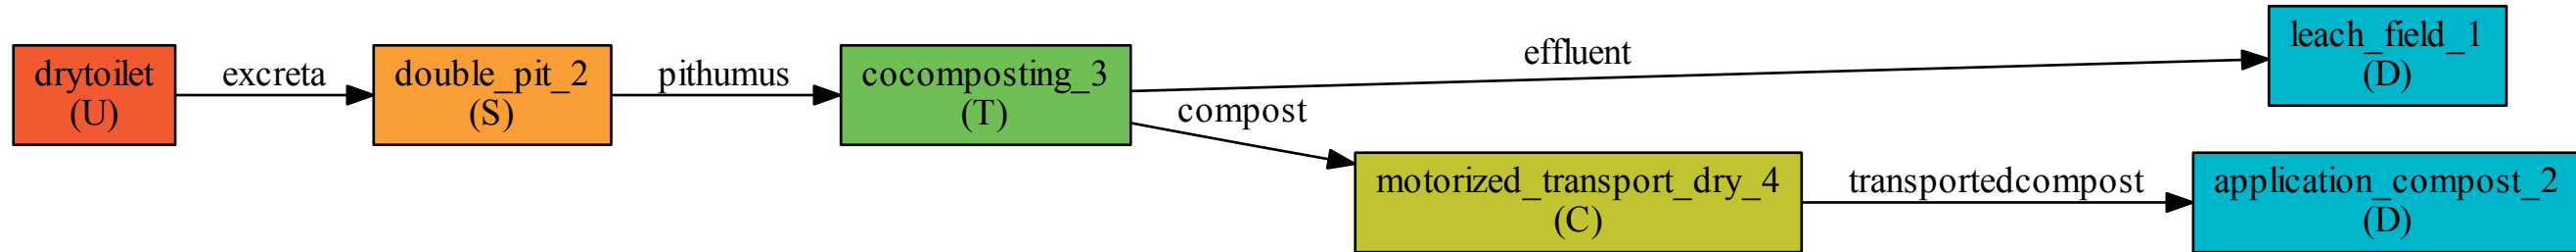 drytoilet
(U)
excreta
double_pit_2
(S)
pithumus
cocomposting_3
(T)
effluent
leach_field_1
(D)
compost
motorized_transport_dry_4
(C)
transportedcompost
application_compost_2
(D)